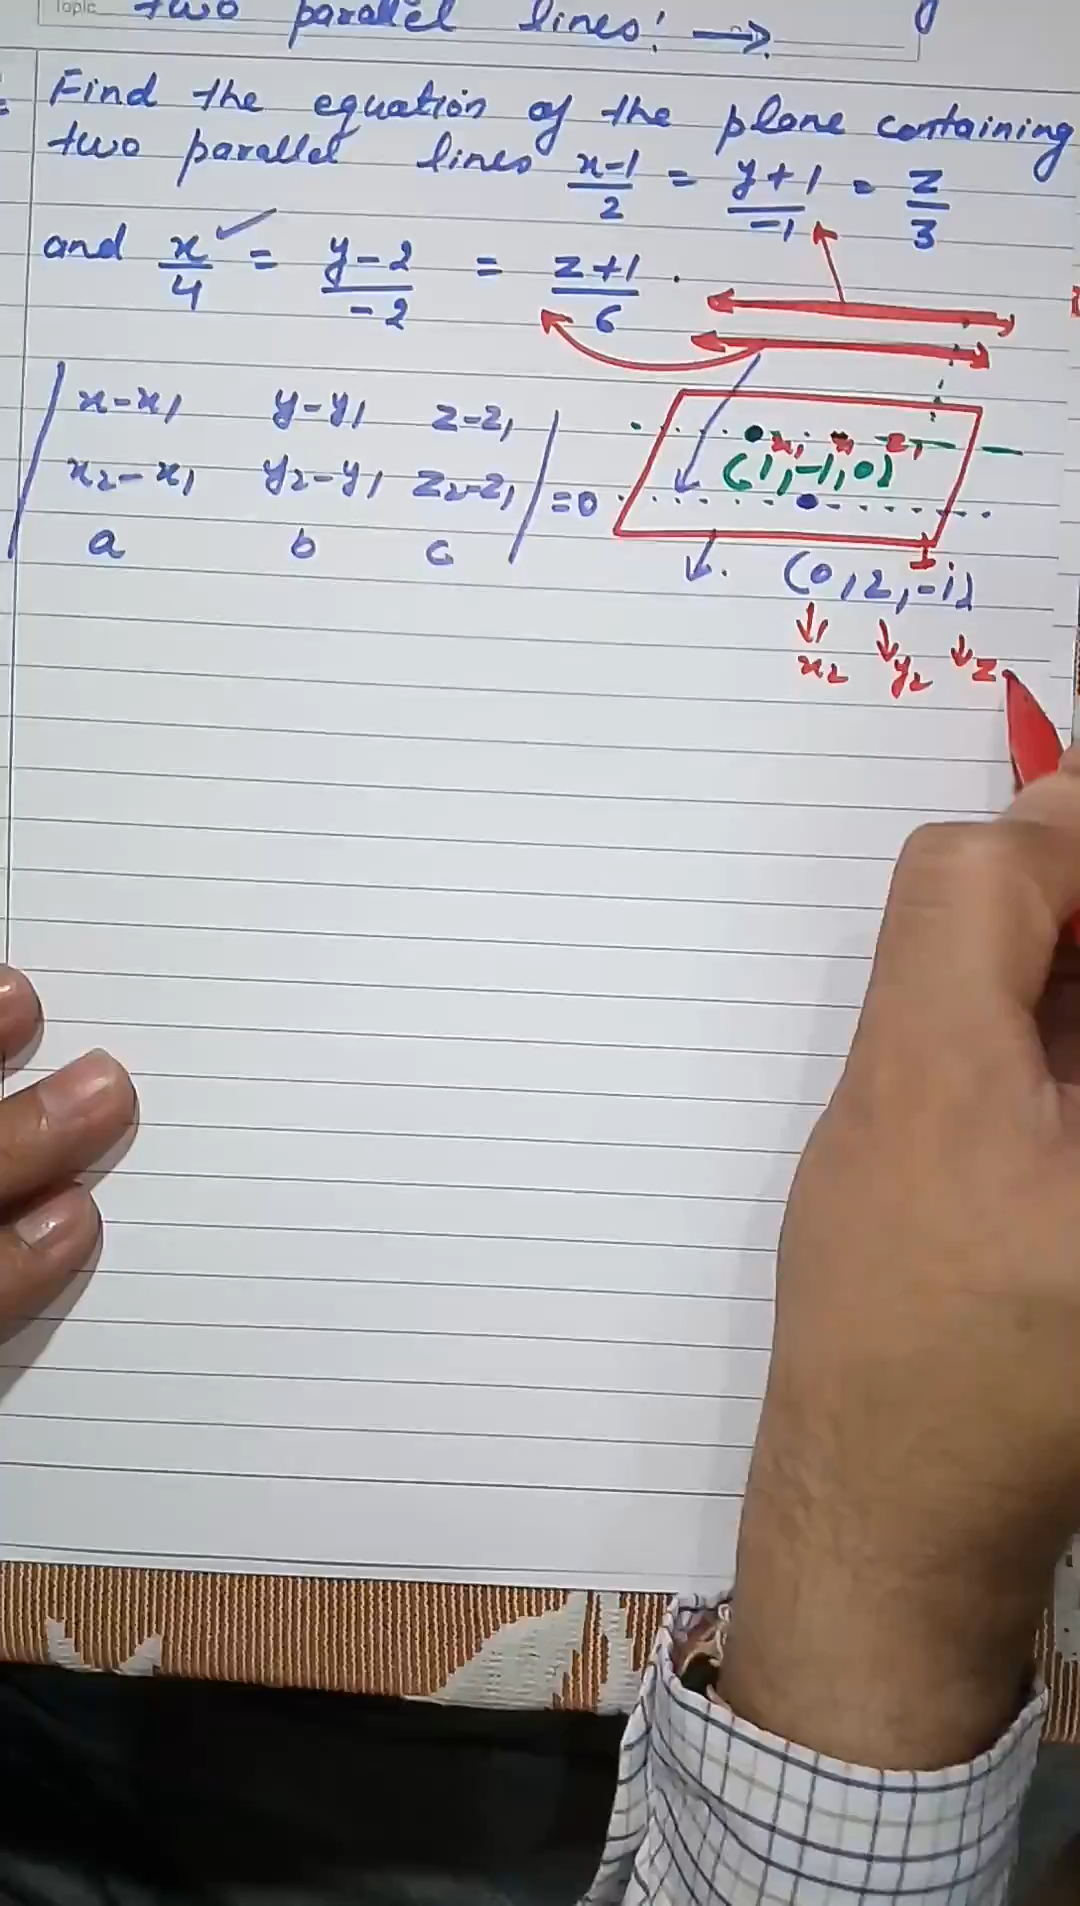 Topic two parallel lines: →
Find the equation of the plane containing
two parallel lines x-1/2 = y+1/-1 = z/3
and x/4 = y-2/-2 = z+1/6 .
x-x1 y-y1 z-z1
x2-x1 y2-y1 z2-z1 =0
a b c
x1 z1
(1,-1,0)
(0,2,-1)
x2 y2 z